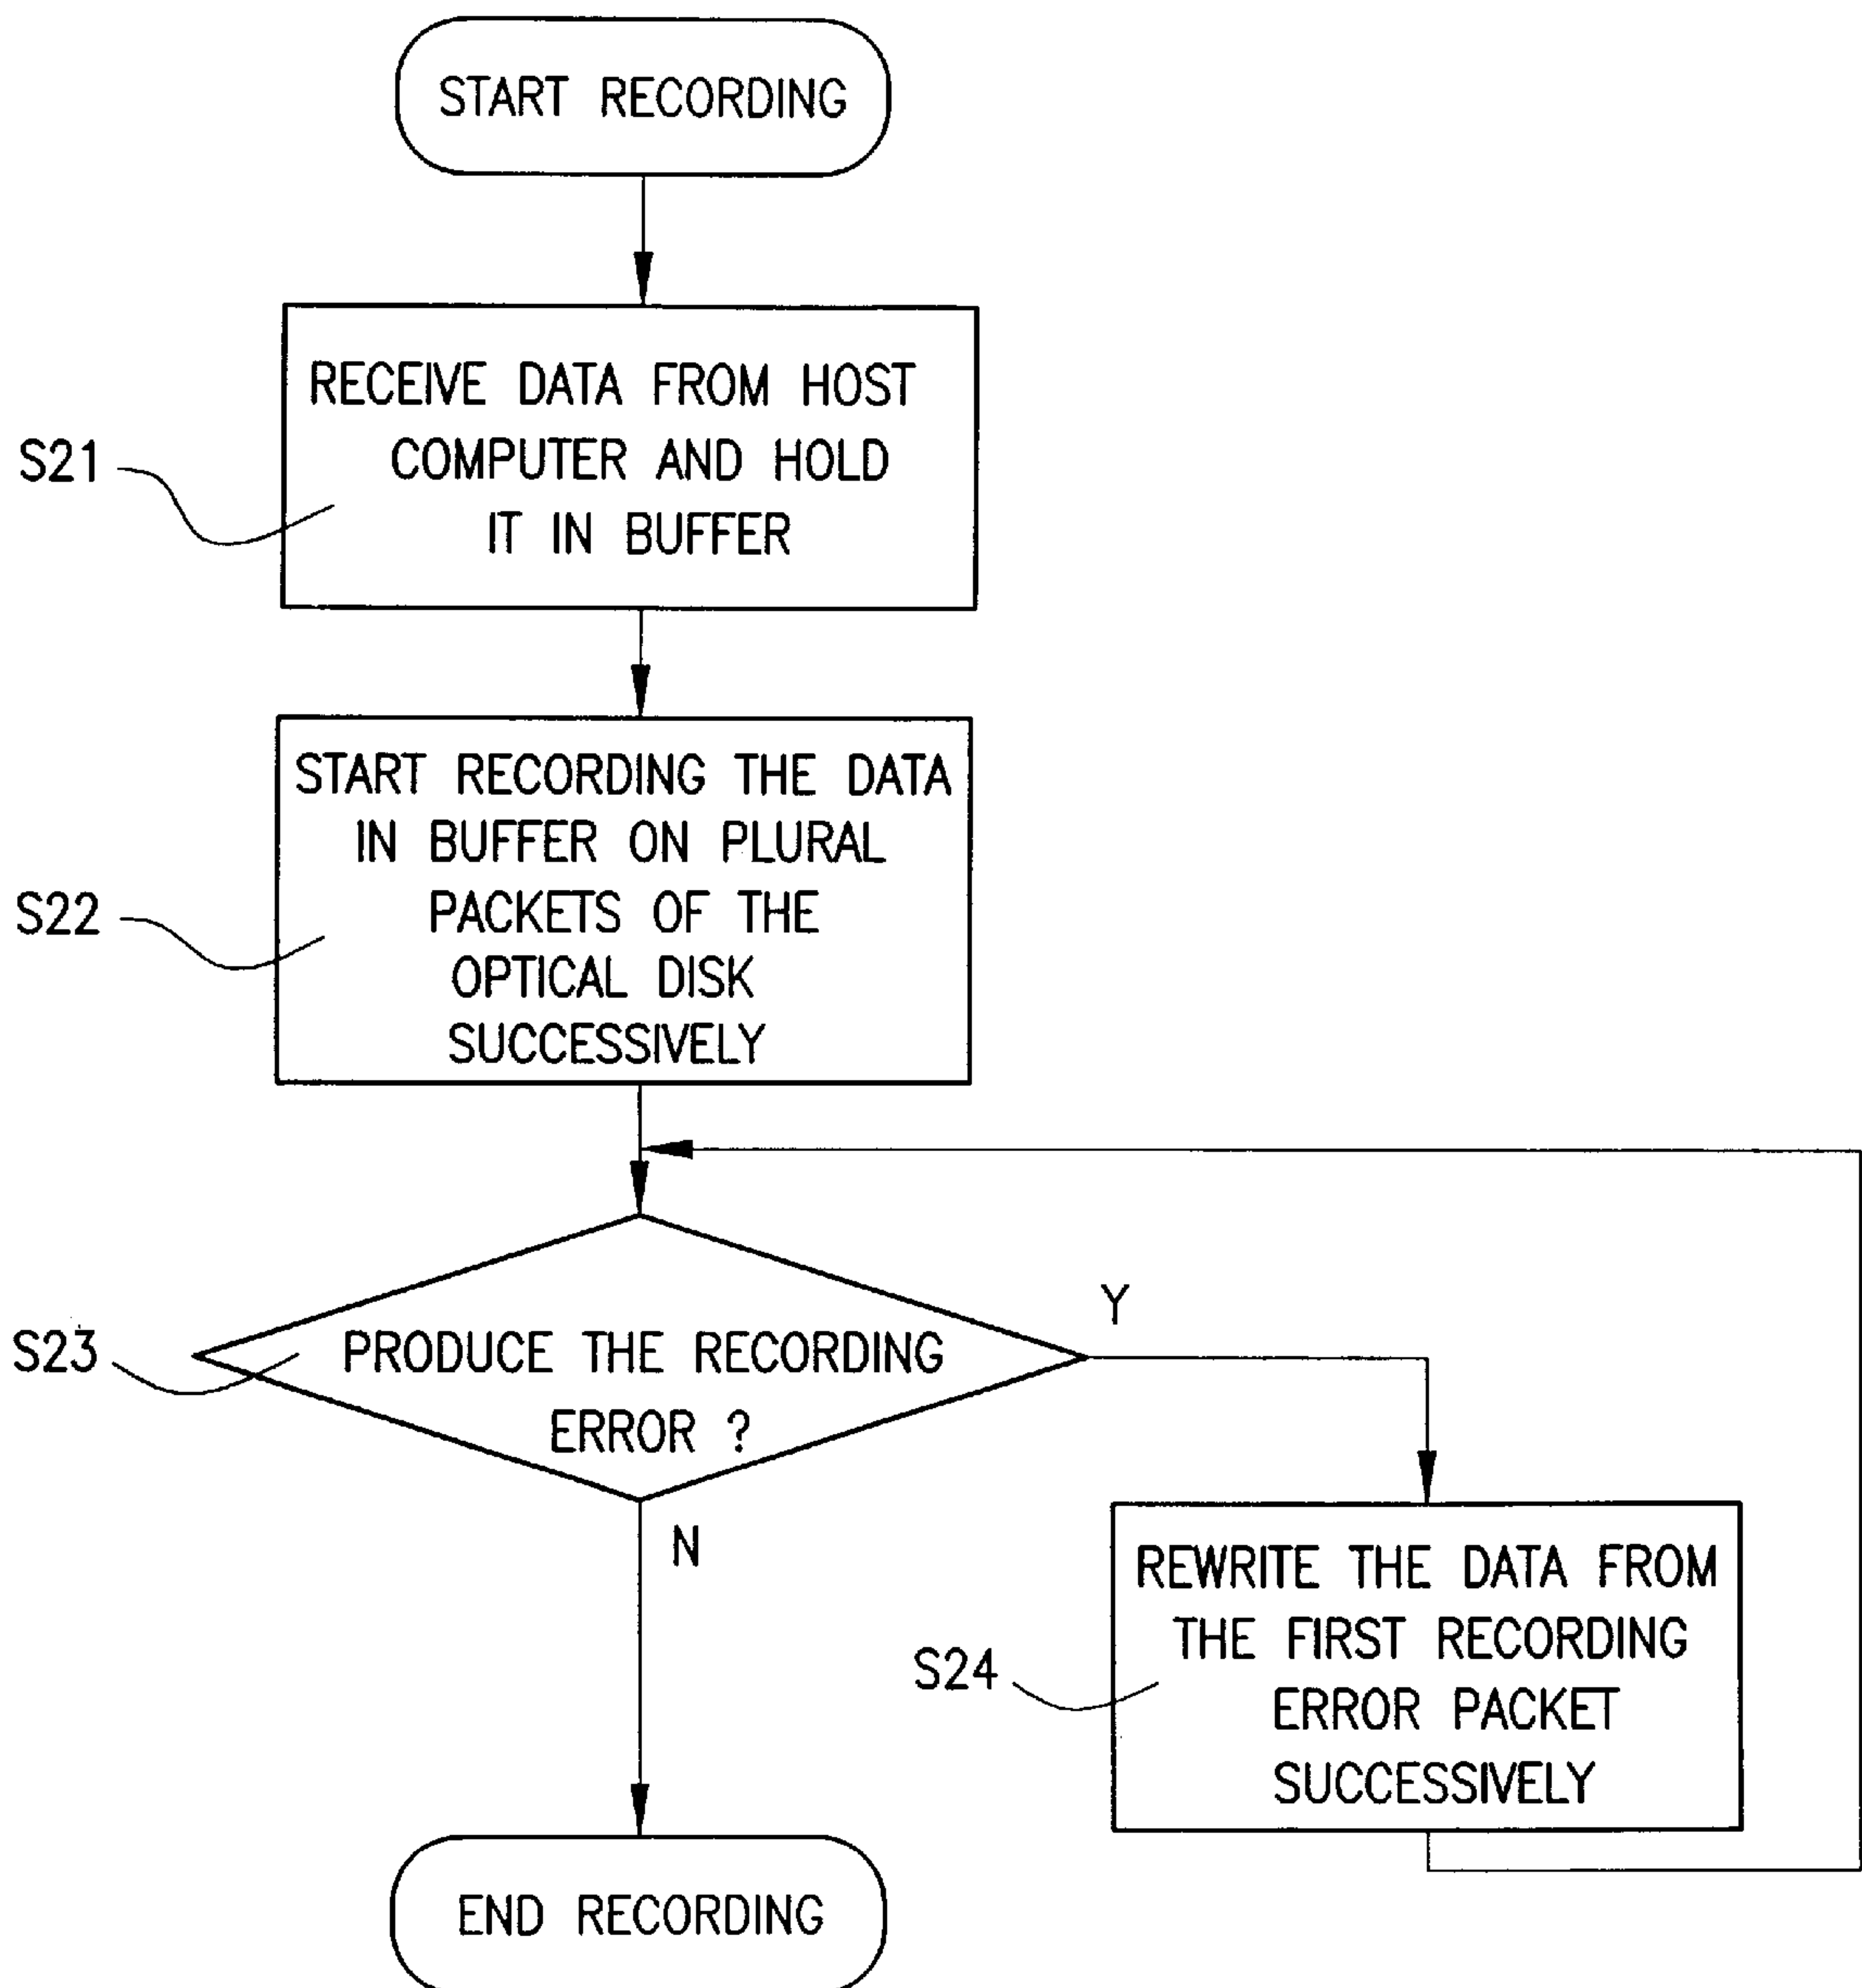 START RECORDING
RECEIVE DATA FROM HOST
COMPUTER AND HOLD
IT IN BUFFER
S21
START RECORDING THE DATA
IN BUFFER ON PLURAL
PACKETS OF THE
OPTICAL DISK
SUCCESSIVELY
S22
PRODUCE THE RECORDING
ERROR ?
S23
Y
N
REWRITE THE DATA FROM
THE FIRST RECORDING
ERROR PACKET
SUCCESSIVELY
S24
END RECORDING